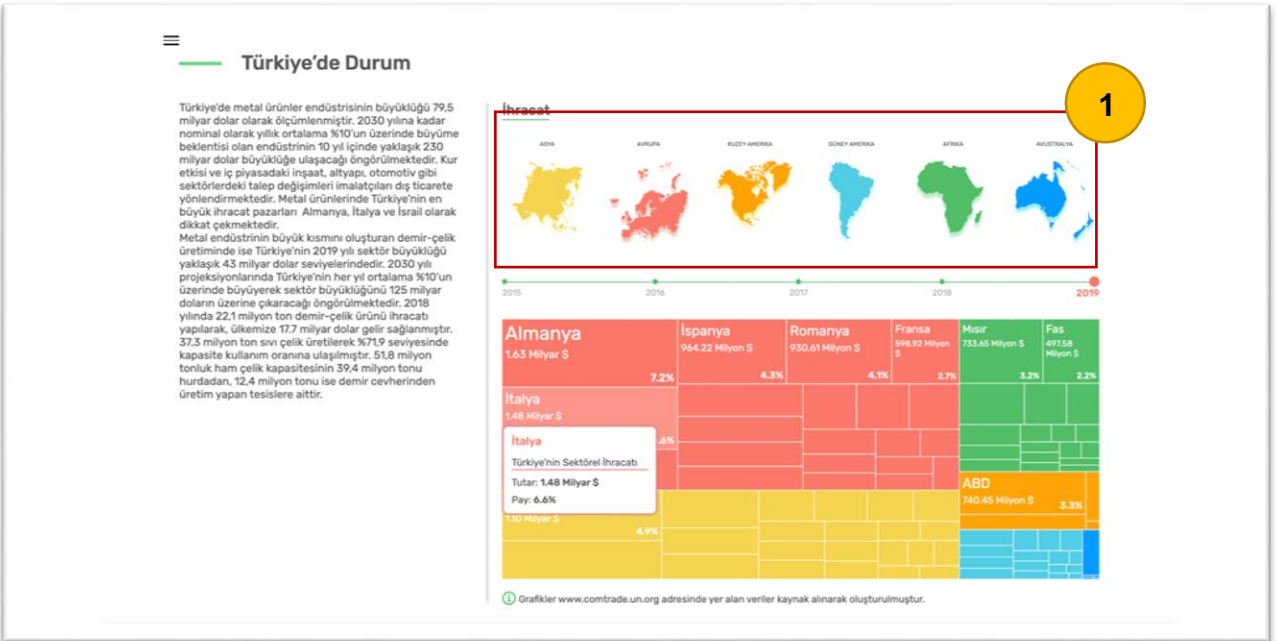 Türkiye'de Durum
Türkiye'de metal ürünler endüstrisinin büyüklüğü 79,5
milyar dolar olarak ölçümlenmiştir. 2030 yılına kadar
nominal olarak yıllık ortalama %10'un üzerinde büyüme
beklentisi olan endüstrinin 10 yıl içinde yaklaşık 230
milyar dolar büyüklüğe ulaşacağı öngörülmektedir. Kur
etkisi ve iç piyasadaki inşaat, altyapı, otomotiv gibi
sektörlerdeki talep değişimleri imalatçıları dış ticarete
yönlendirmektedir. Metal ürünlerinde Türkiye'nin en
büyük ihracat pazarları Almanya, İtalya ve İsrail olarak
dikkat çekmektedir.
Metal endüstrinin büyük kısmını oluşturan demir-çelik
üretiminde ise Türkiye'nin 2019 yılı sektör büyüklüğü
yaklaşık 43 milyar dolar seviyelerindedir. 2030 yılı
projeksiyonlarında Türkiye'nin her yıl ortalama %10'un
üzerinde büyüyerek sektör büyüklüğünü 125 milyar
doların üzerine çıkaracağı öngörülmektedir. 2018
yılında 22,1 milyon ton demir-çelik ürünü ihracatı
yapılarak, ülkemize 17.7 milyar dolar gelir sağlanmıştır.
37,3 milyon ton sıvı çelik üretilerek %71,9 seviyesinde
kapasite kullanım oranına ulaşılmıştır. 51,8 milyon
tonluk ham çelik kapasitesinin 39,4 milyon tonu
hurdadan, 12,4 milyon tonu ise demir cevherinden
üretim yapan tesislere aittir.
İhracat
1
ASYA
AVRUPA
KUZEY AMERIKA
GÜNEY AMERIKA
AFRIKA
AVUSTRALYA
2015
2016
2017
2018
2019
Almanya
1.63 Milyar $
7.2%
İspanya
964.22 Milyon $
4.3%
Romanya
930.61 Milyon $
4.1%
Fransa
598.92 Milyon
$
2.7%
Mısır
733.65 Milyon $
3.2%
Fas
497.58
Milyon $
2.2%
İtalya
1.48 Milyar $
.6%
İtalya
Türkiye'nin Sektörel İhracatı
Tutar: 1.48 Milyar $
Pay: 6.6%
1.10 Milyar $
4.9%
ABD
740.45 Milyon $
3.3%
Grafikler www.comtrade.un.org adresinde yer alan veriler kaynak alınarak oluşturulmuştur.